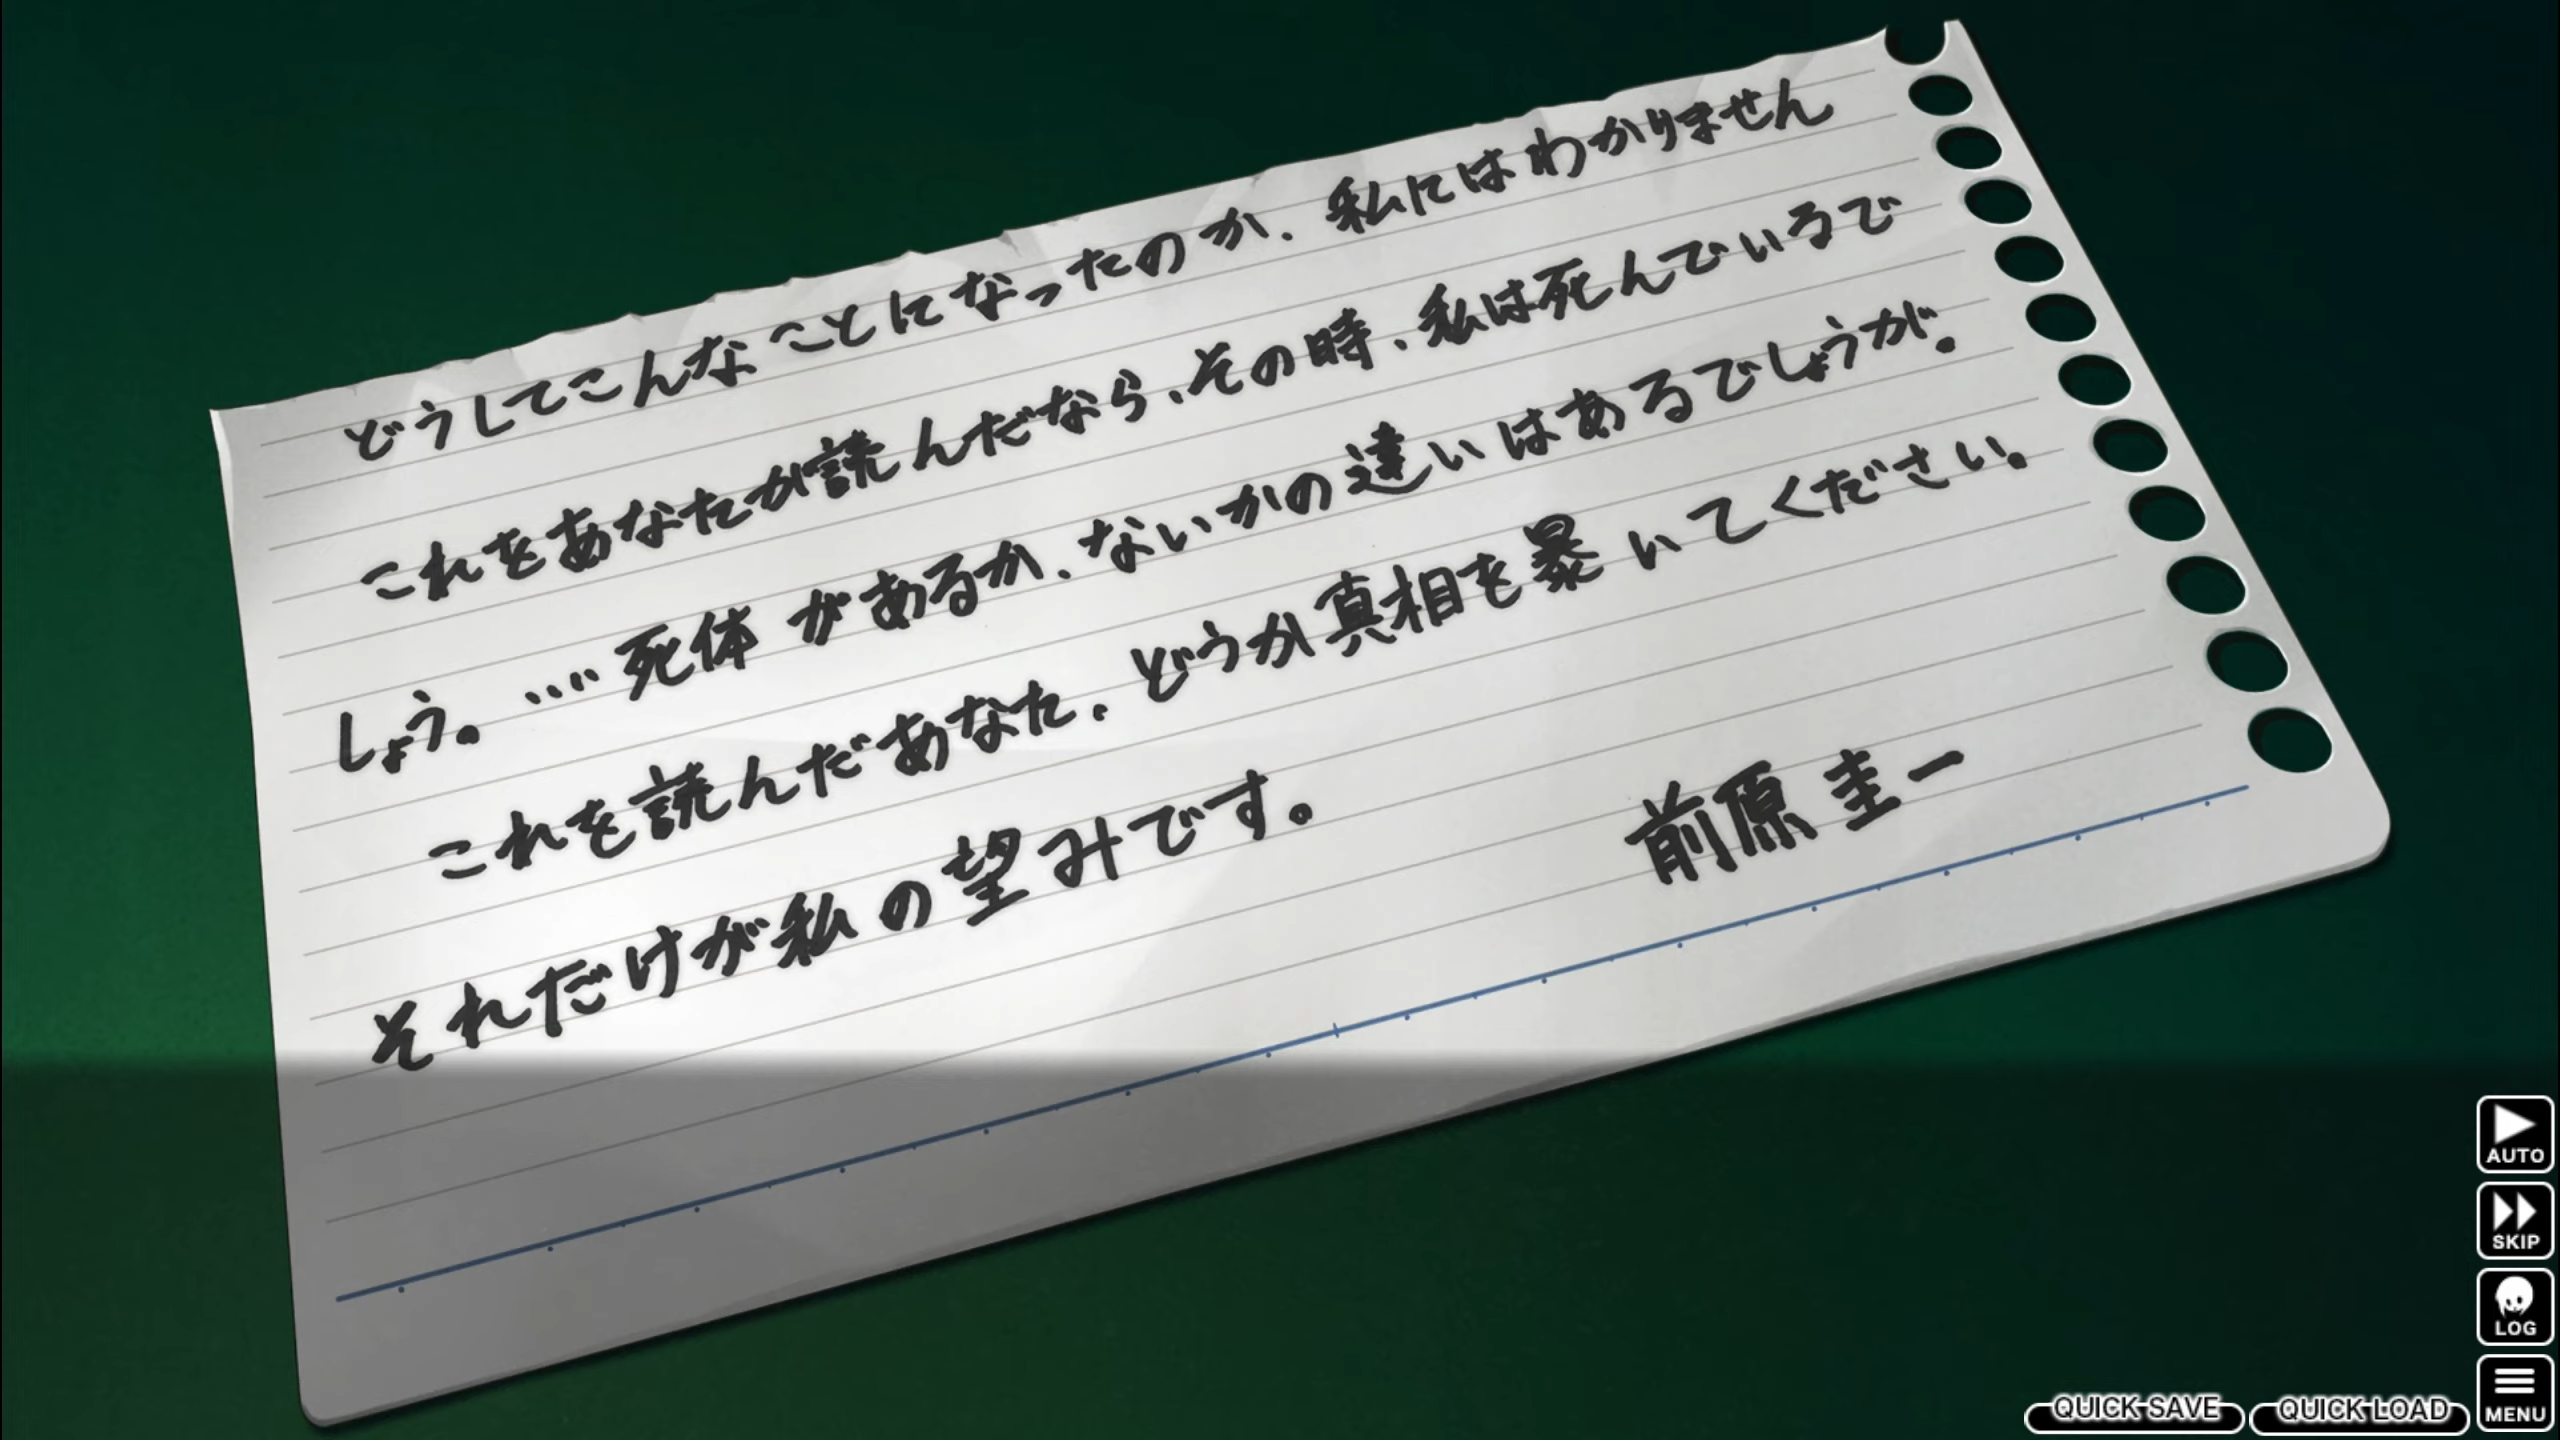 どうしてこんなことになったのか、私にはわかりません
これをあなたが読んだなら、その時、私は死んでいるで
しょう。……死体があるか、ないかの違いはあるでしょうが。
これを読んだあなた。どうか真相を暴いてください。
それだけが私の望みです。
前原圭一
AUTO
SKIP
LOG
MENU
QUICK SAVE
QUICK LOAD